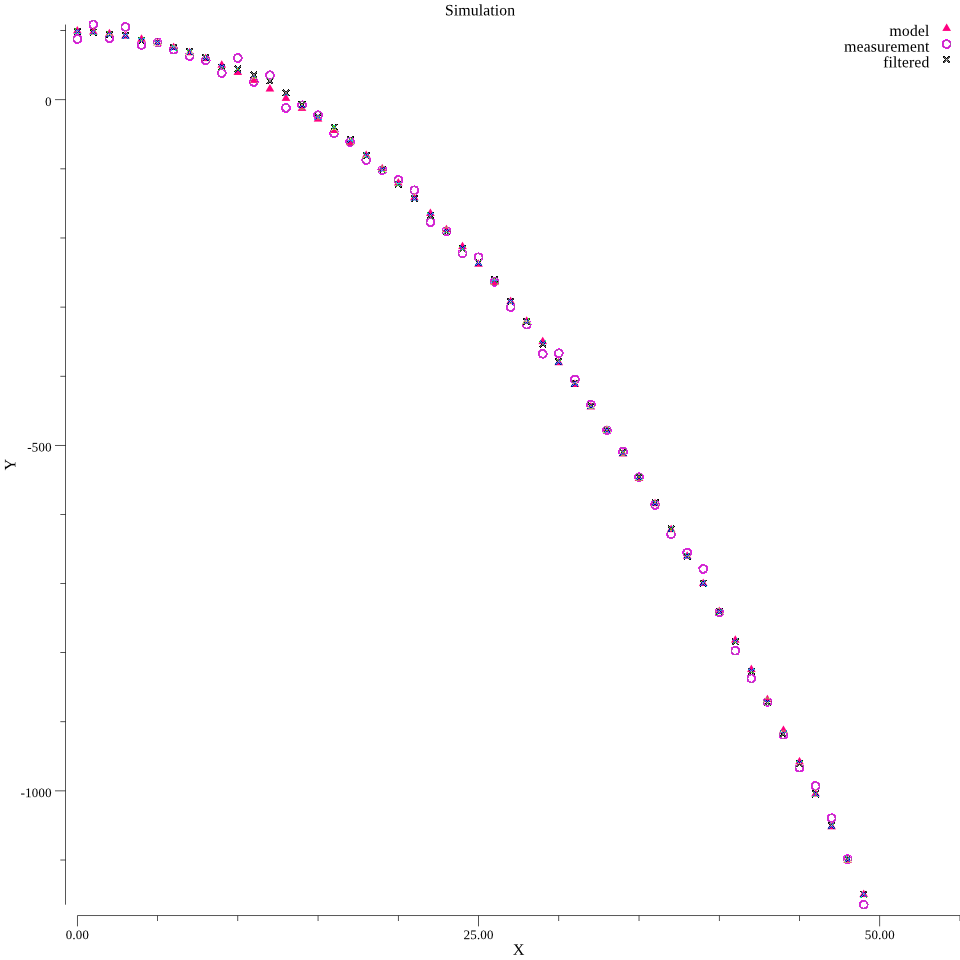 Simulation
model
measurement
filtered
0
-500
-1000
Y
0.00 25.00 50.00
X